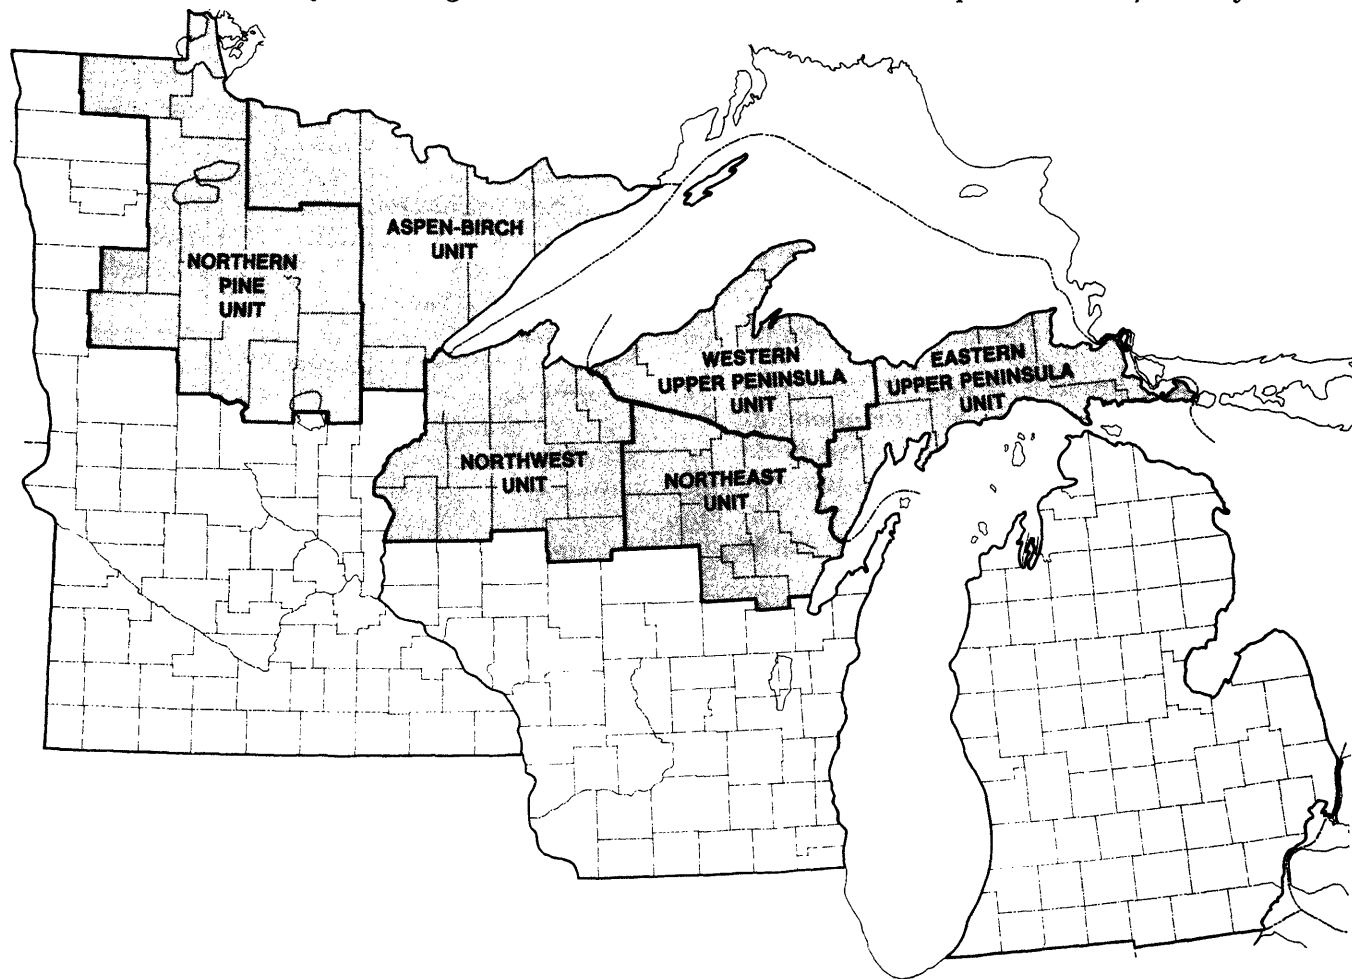 ASPEN-BIRCH
UNIT
NORTHERN
PINE
UNIT
WESTERN
UPPER PENINSULA
UNIT
EASTERN
UPPER PENINSULA
UNIT
NORTHWEST
UNIT
NORTHEAST
UNIT